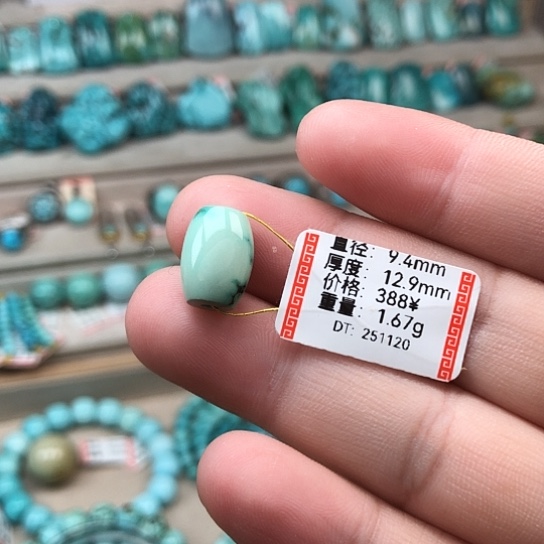 直径: 9.4mm
厚度: 12.9mm
价格: 388¥
重量: 1.67g
DT: 251120